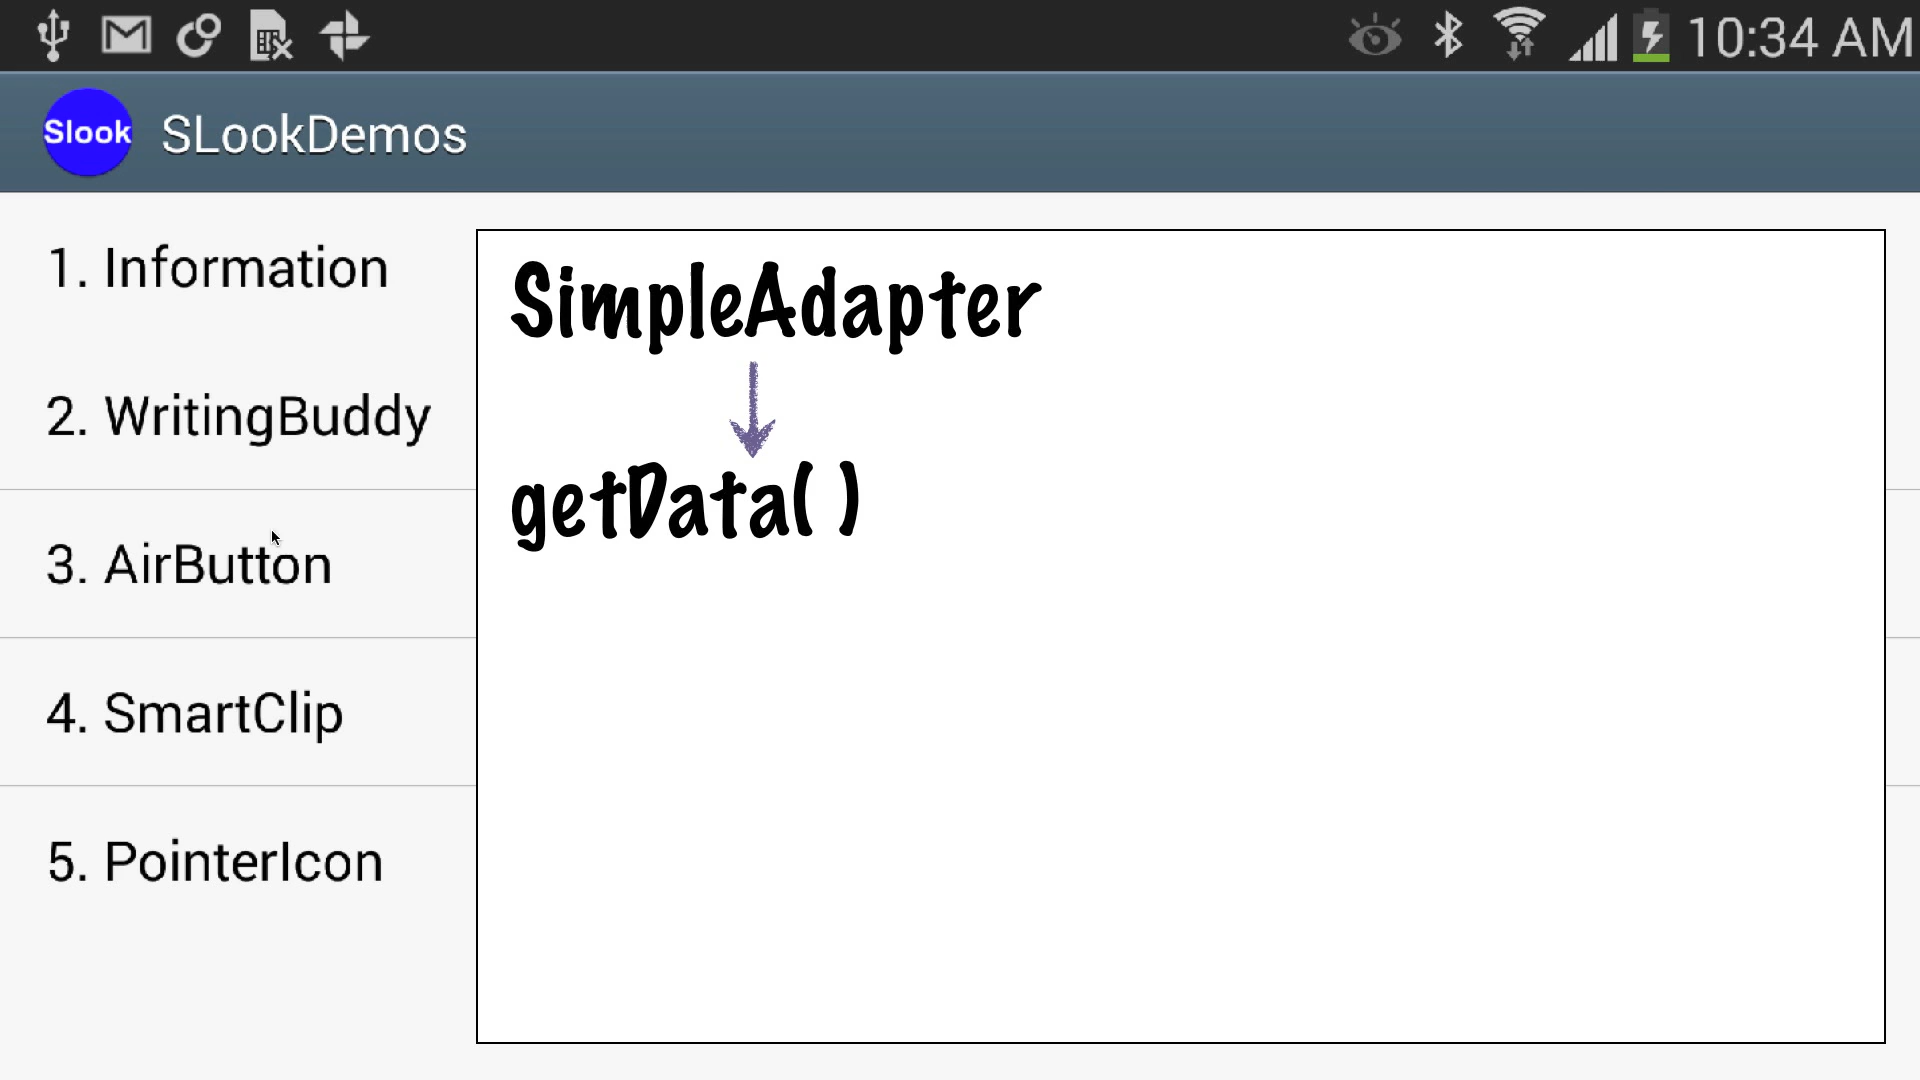 10:34 AM
Slook SLookDemos
1. Information
2. WritingBuddy
3. AirButton
4. SmartClip
5. PointerIcon
SimpleAdapter
getData( )